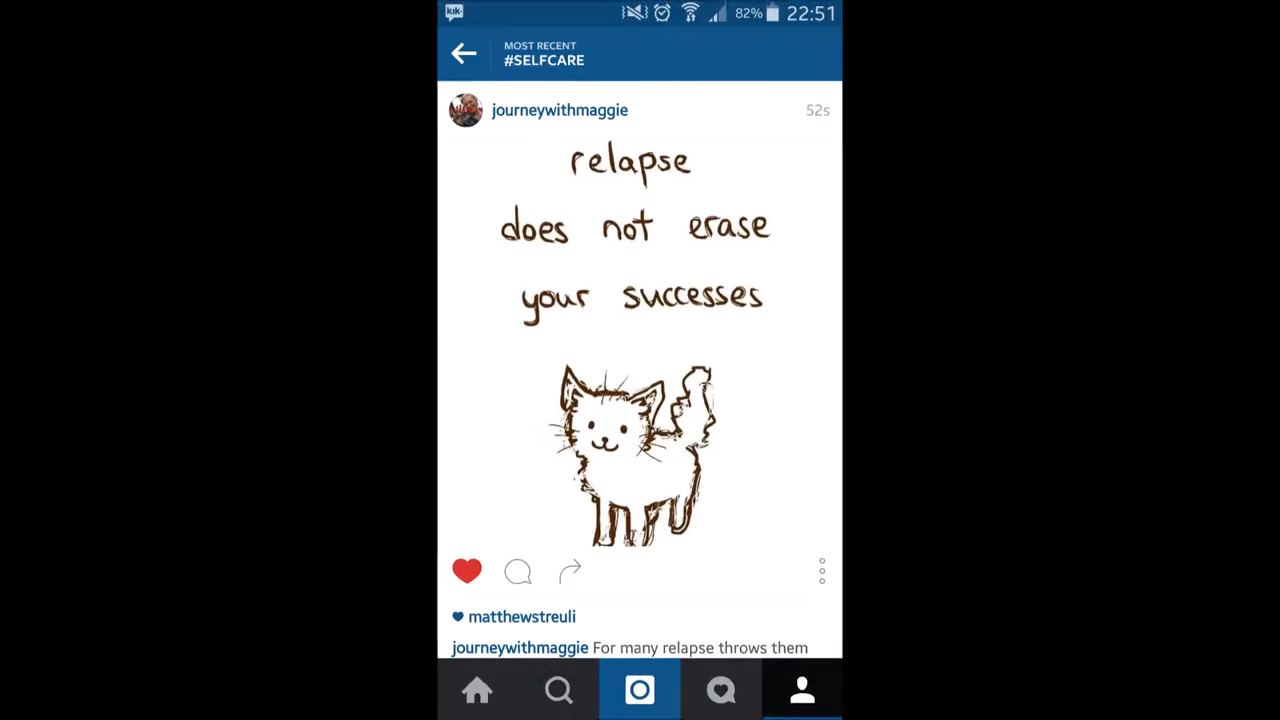 kik.
82%
22:51
MOST RECENT
#SELFCARE
journeywithmaggie
52s
relapse
does not erase
your successes
matthewstreuli
journeywithmaggie For many relapse throws them